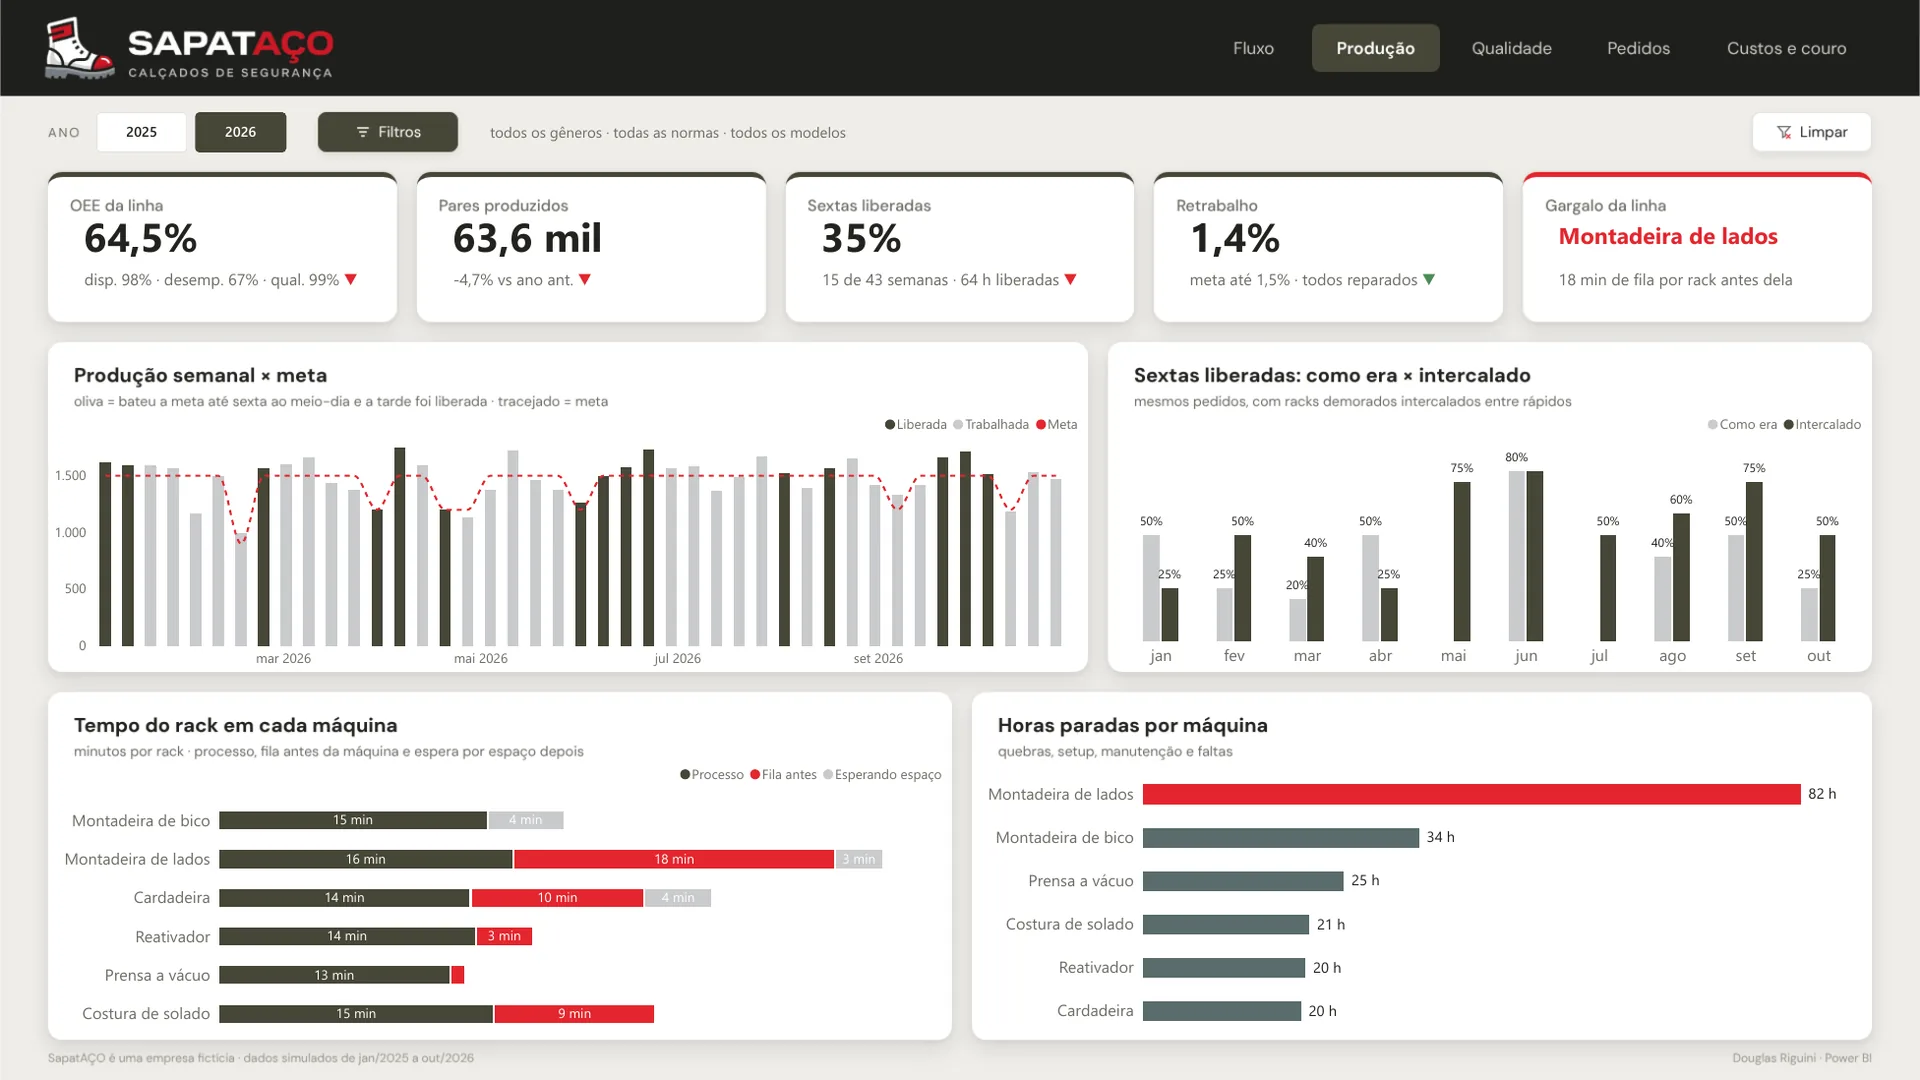 SAPATAÇO
CALÇADOS DE SEGURANÇA
Fluxo
Produção
Qualidade
Pedidos
Custos e couro
ANO
2025
2026
Filtros
todos os gêneros · todas as normas · todos os modelos
Limpar
OEE da linha
64,5%
disp. 98% · desemp. 67% · qual. 99% ▼
Pares produzidos
63,6 mil
-4,7% vs ano ant. ▼
Sextas liberadas
35%
15 de 43 semanas · 64 h liberadas ▼
Retrabalho
1,4%
meta até 1,5% · todos reparados ▼
Gargalo da linha
Montadeira de lados
18 min de fila por rack antes dela
Produção semanal × meta
oliva = bateu a meta até sexta ao meio-dia e a tarde foi liberada · tracejado = meta
Liberada Trabalhada Meta
1.500
1.000
500
0
mar 2026 mai 2026 jul 2026 set 2026
Sextas liberadas: como era × intercalado
mesmos pedidos, com racks demorados intercalados entre rápidos
Como era Intercalado
50% 25% 25% 50% 20% 40% 50% 25% 75% 80% 50% 40% 60% 50% 75% 25% 50%
jan fev mar abr mai jun jul ago set out
Tempo do rack em cada máquina
minutos por rack · processo, fila antes da máquina e espera por espaço depois
Processo Fila antes Esperando espaço
Montadeira de bico 15 min 4 min
Montadeira de lados 16 min 18 min 3 min
Cardadeira 14 min 10 min 4 min
Reativador 14 min 3 min
Prensa a vácuo 13 min
Costura de solado 15 min 9 min
Horas paradas por máquina
quebras, setup, manutenção e faltas
Montadeira de lados 82 h
Montadeira de bico 34 h
Prensa a vácuo 25 h
Costura de solado 21 h
Reativador 20 h
Cardadeira 20 h
SapatAÇO é uma empresa fictícia · dados simulados de jan/2025 a out/2026
Douglas Riguini · Power BI